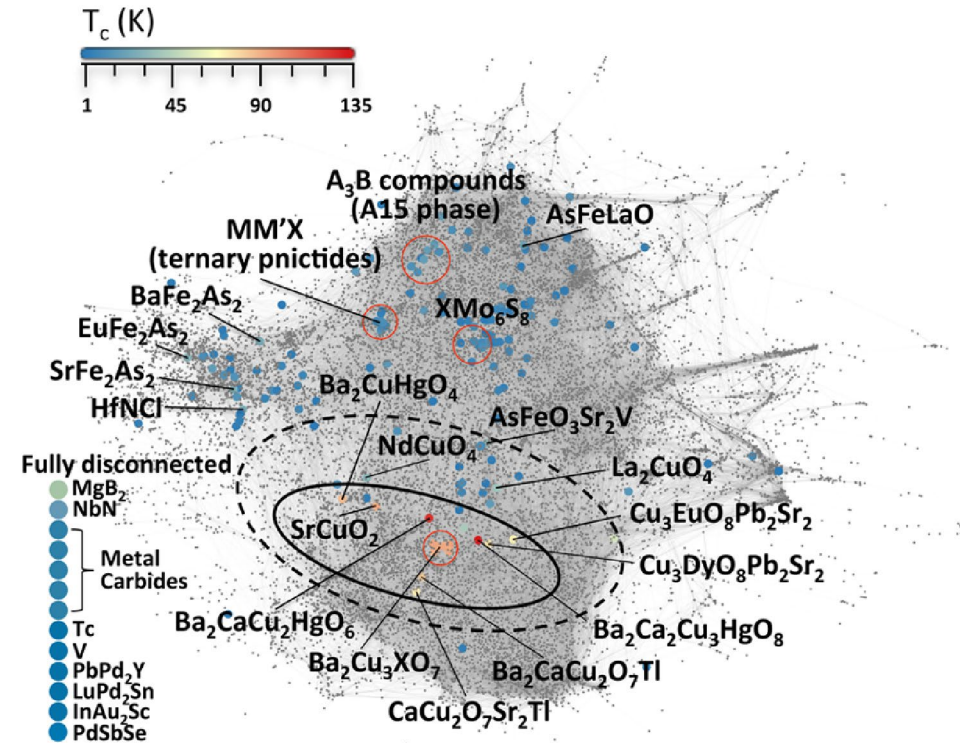 T_c (K)
1 45 90 135
A₃B compounds
(A15 phase)
AsFeLaO
MM'X
(ternary pnictides)
BaFe₂As₂
XMo₆S₈
EuFe₂As₂
SrFe₂As₂
Ba₂CuHgO₄
HfNCl
AsFeO₃Sr₂V
NdCuO₄
Fully disconnected
La₂CuO₄
MgB₂
NbN
Cu₃EuO₈Pb₂Sr₂
SrCuO₂
Metal
Carbides
Cu₃DyO₈Pb₂Sr₂
Ba₂CaCu₂HgO₆
Tc
Ba₂Ca₂Cu₃HgO₈
V
Ba₂Cu₃XO₇
Ba₂CaCu₂O₇Tl
PbPd₂Y
LuPd₂Sn
CaCu₂O₇Sr₂Tl
InAu₂Sc
PdSbSe